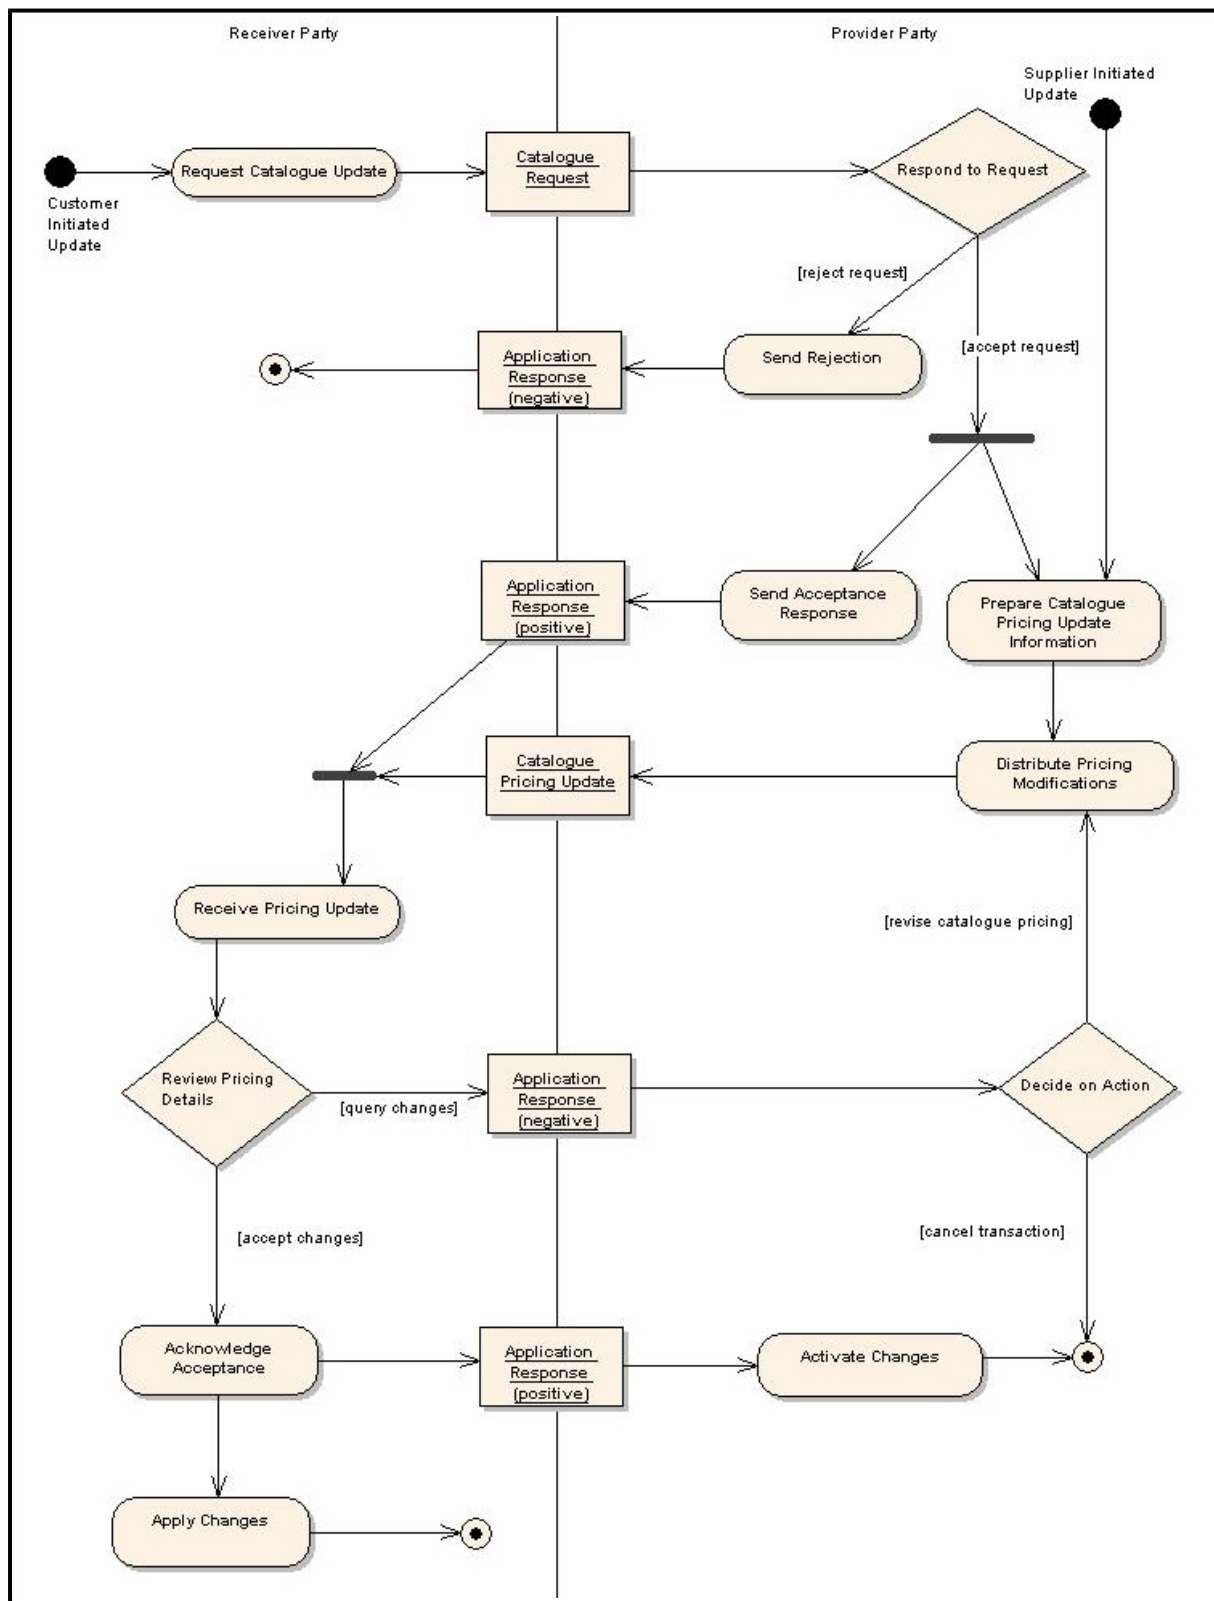 Receiver Party
Provider Party
Supplier Initiated
Update
Customer
Initiated
Update
Request Catalogue Update
Catalogue
Request
Respond to Request
[reject request]
[accept request]
Send Rejection
Application
Response
(negative)
Send Acceptance
Response
Application
Response
(positive)
Prepare Catalogue
Pricing Update
Information
Distribute Pricing
Modifications
Catalogue
Pricing Update
Receive Pricing Update
[revise catalogue pricing]
Review Pricing
Details
[query changes]
Application
Response
(negative)
Decide on Action
[accept changes]
[cancel transaction]
Acknowledge
Acceptance
Application
Response
(positive)
Activate Changes
Apply Changes